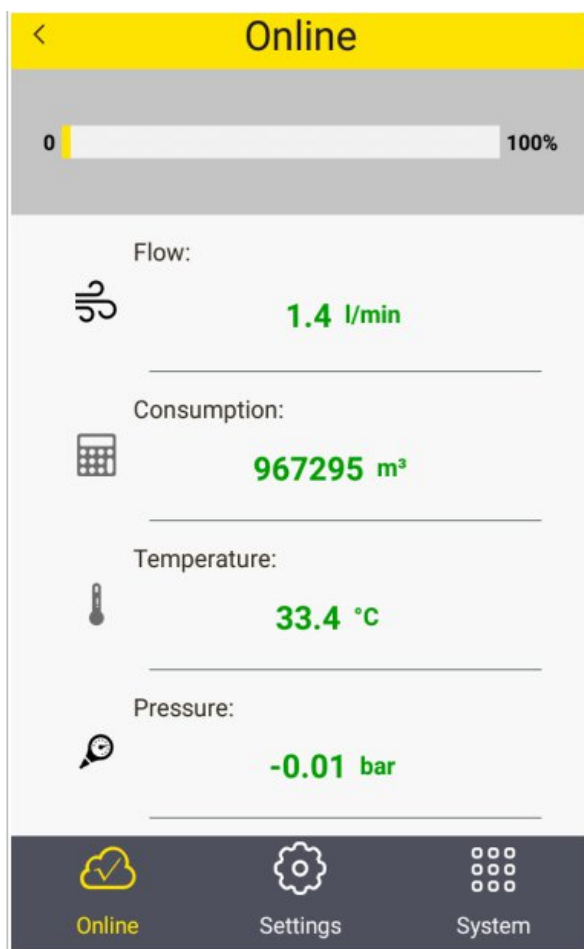 Online
0 100%
Flow:
1.4 l/min
Consumption:
967295 m³
Temperature:
33.4 °C
Pressure:
-0.01 bar
Online Settings System